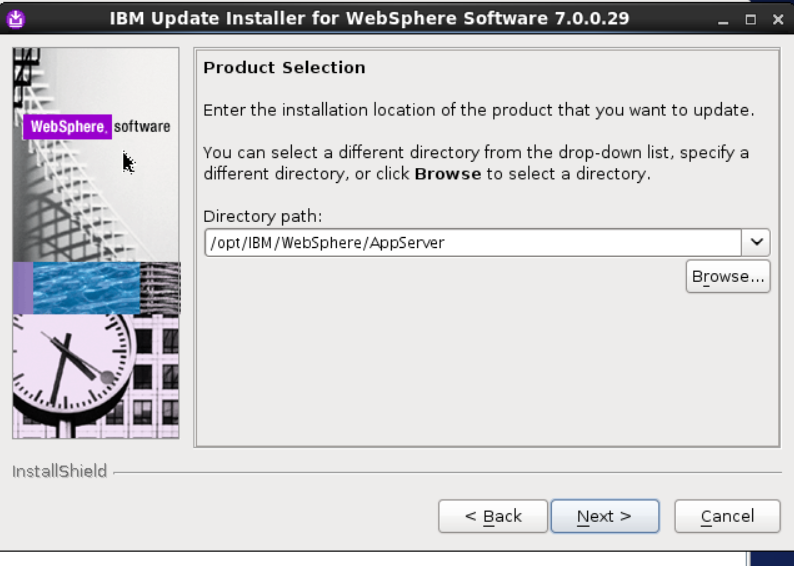 IBM Update Installer for WebSphere Software 7.0.0.29
WebSphere. software
Product Selection
Enter the installation location of the product that you want to update.
You can select a different directory from the drop-down list, specify a
different directory, or click Browse to select a directory.
Directory path:
/opt/IBM/WebSphere/AppServer
Browse...
InstallShield
< Back
Next >
Cancel